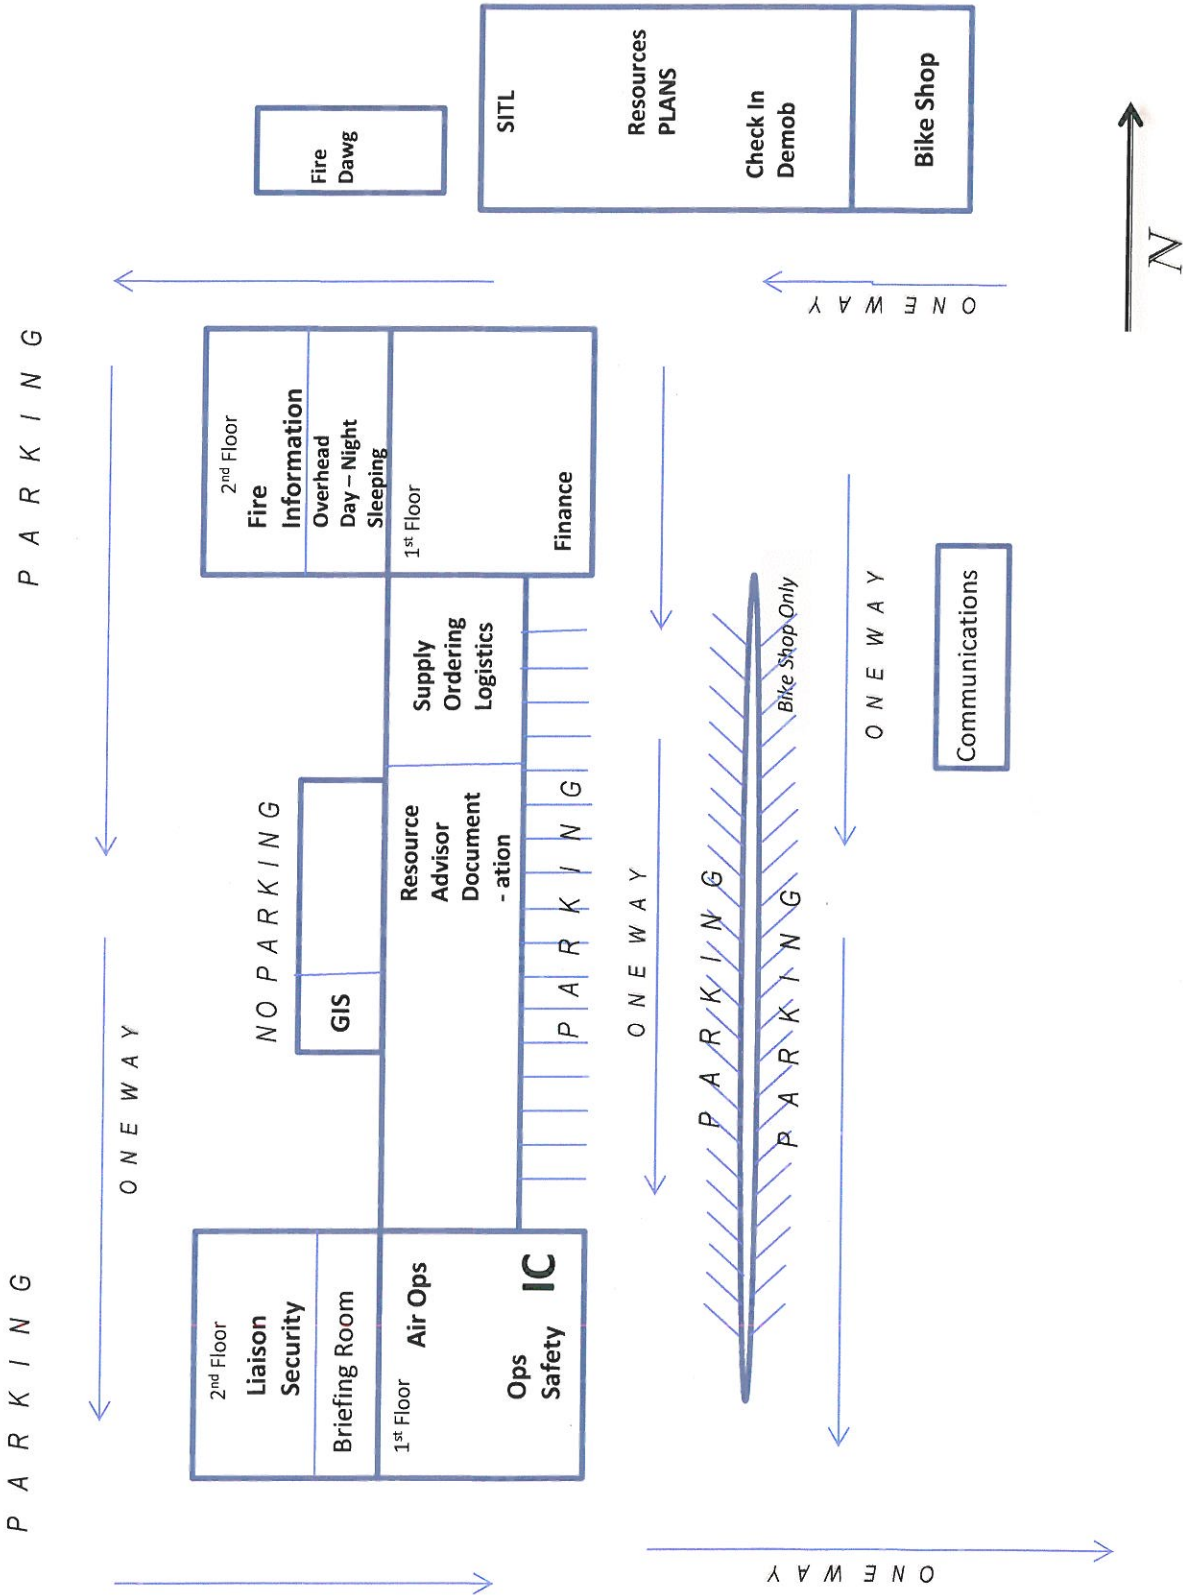 PARKING
PARKING
ONE WAY
2nd Floor
Liaison
Security
Briefing Room
1st Floor
Air Ops
Ops
Safety
IC
NO PARKING
GIS
Resource
Advisor
Document
- ation
Supply
Ordering
Logistics
2nd Floor
Fire
Information
Overhead
Day – Night
Sleeping
1st Floor
Finance
Fire
Dawg
SITL
Resources
PLANS
Check In
Demob
Bike Shop
PARKING
ONE WAY
PARKING
PARKING
Bike Shop Only
ONE WAY
ONE WAY
ONE WAY
Communications
N